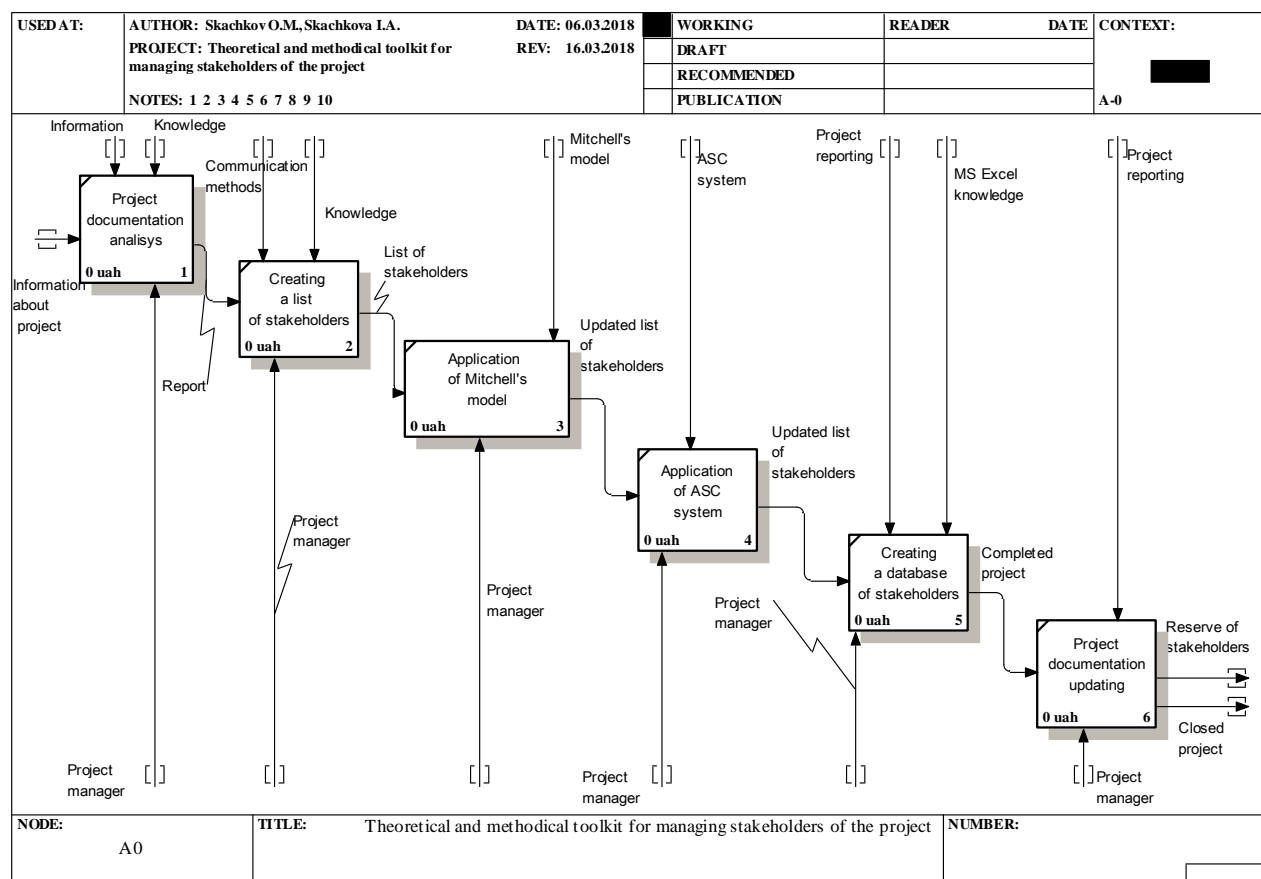 USED AT:
AUTHOR: Skachkov O.M., Skachkova I.A.
DATE: 06.03.2018
PROJECT: Theoretical and methodical toolkit for
managing stakeholders of the project
REV: 16.03.2018
NOTES: 1 2 3 4 5 6 7 8 9 10
WORKING
DRAFT
RECOMMENDED
PUBLICATION
READER
DATE
CONTEXT:
A-0
Information
Knowledge
Communication
methods
Knowledge
Mitchell's
model
ASC
system
Project
reporting
MS Excel
knowledge
Project
reporting
Project
documentation
analisys
0 uah 1
Information
about
project
Report
Creating
a list
of stakeholders
0 uah 2
List of
stakeholders
Application
of Mitchell's
model
0 uah 3
Updated list
of
stakeholders
Application
of ASC
system
0 uah 4
Updated list
of
stakeholders
Creating
a database
of stakeholders
0 uah 5
Completed
project
Project
documentation
updating
0 uah 6
Reserve of
stakeholders
Closed
project
Project
manager
Project
manager
Project
manager
Project
manager
Project
manager
Project
manager
NODE:
A0
TITLE:
Theoretical and methodical toolkit for managing stakeholders of the project
NUMBER: